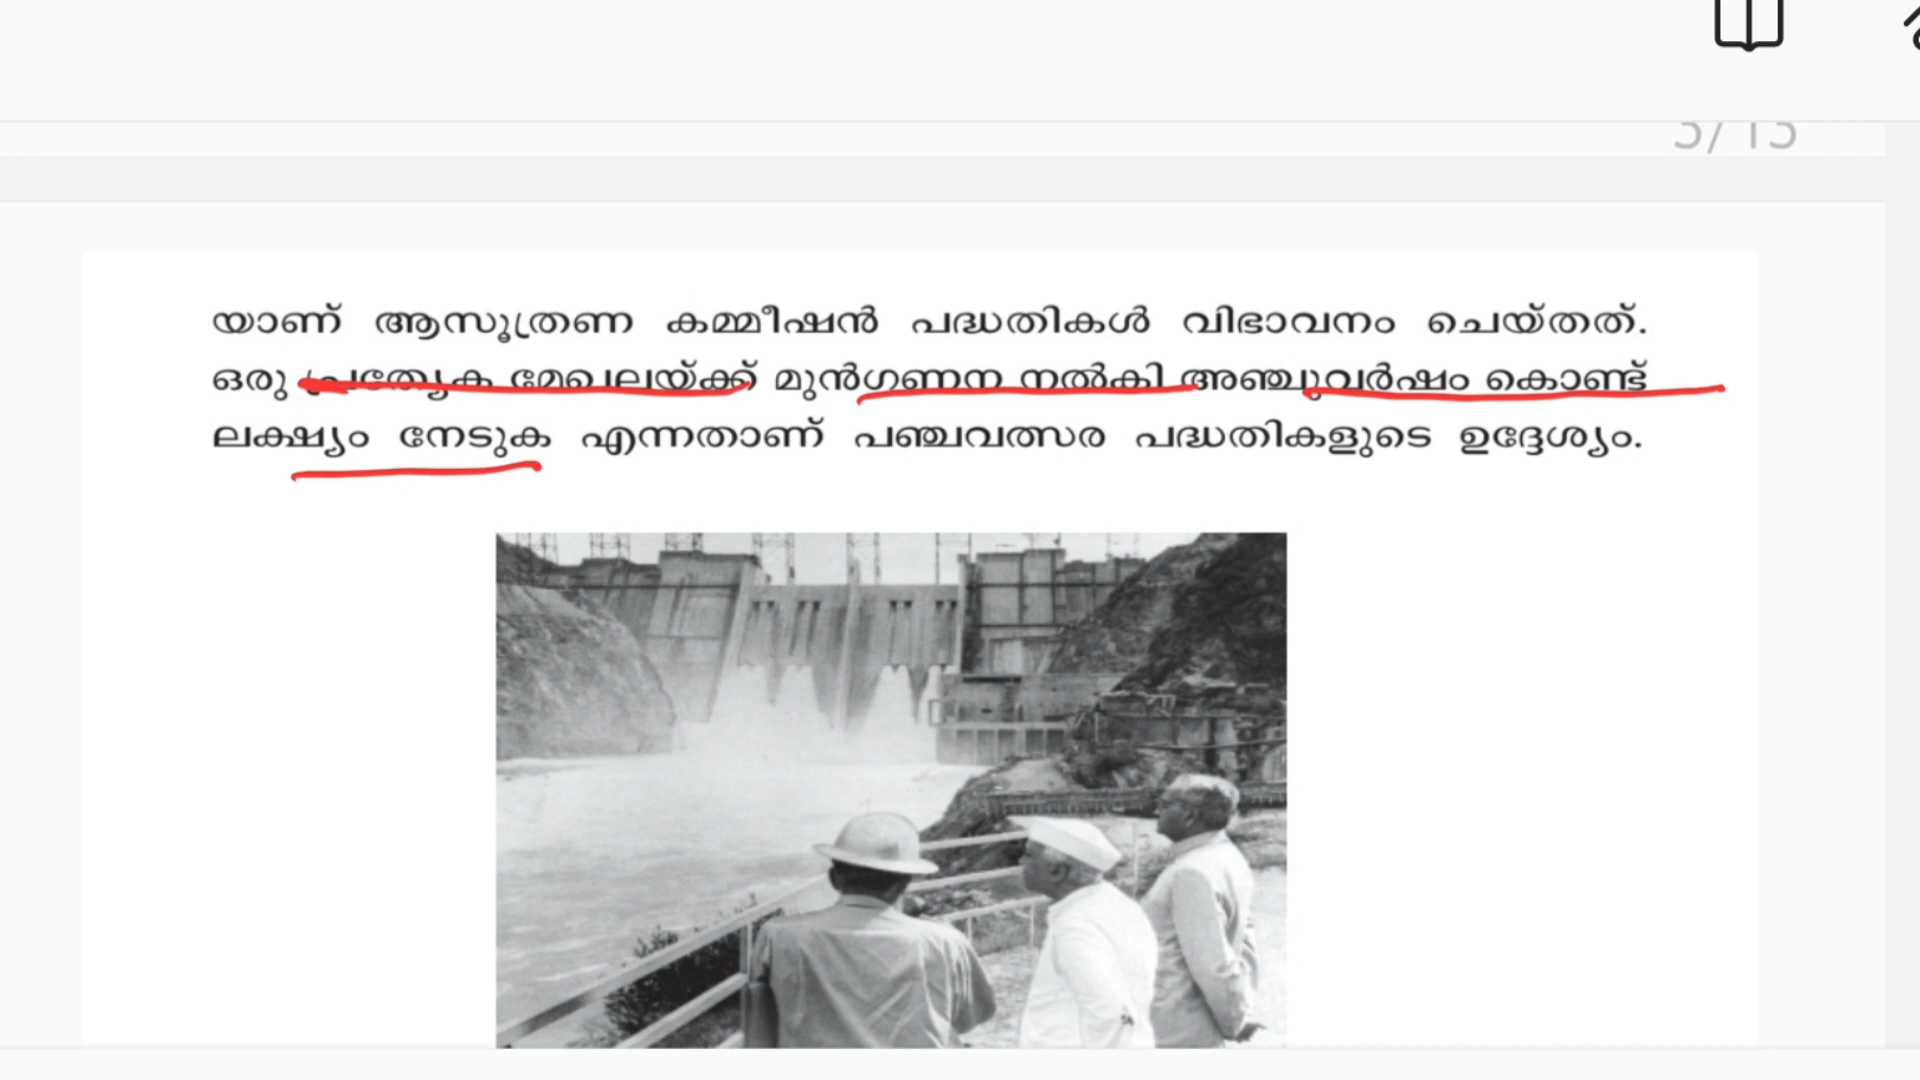 യാണ് ആസൂത്രണ കമ്മീഷൻ പദ്ധതികൾ വിഭാവനം ചെയ്തത്.
ഒരു പ്രത്യേക മേഖലയ്ക്ക് മുൻഗണന നൽകി അഞ്ചുവർഷം കൊണ്ട്
ലക്ഷ്യം നേടുക എന്നതാണ് പഞ്ചവത്സര പദ്ധതികളുടെ ഉദ്ദേശ്യം.